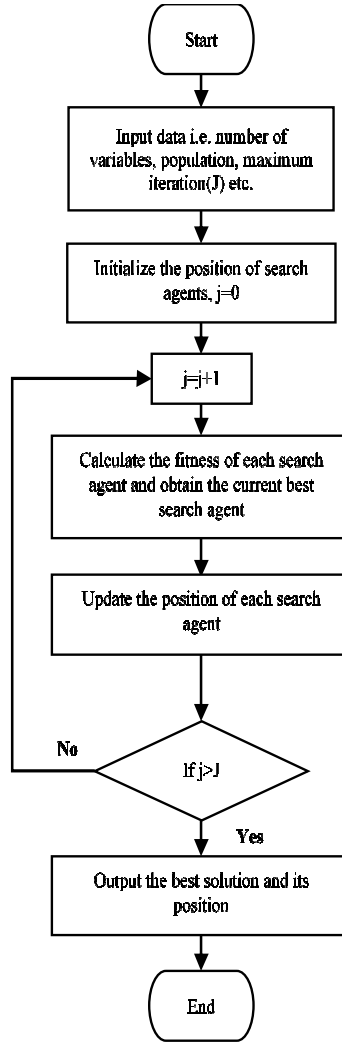 Start
Input data i.e. number of
variables, population, maximum
iteration(J) etc.
Initialize the position of search
agents, j=0
j=j+1
Calculate the fitness of each search
agent and obtain the current best
search agent
Update the position of each search
agent
If j>J
No
Yes
Output the best solution and its
position
End